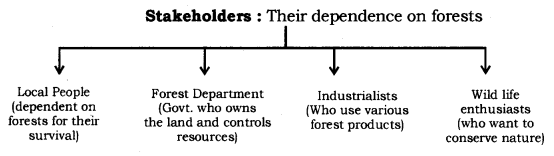 Stakeholders : Their dependence on forests
Local People
(dependent on
forests for their
survival)
Forest Department
(Govt. who owns
the land and controls
resources)
Industrialists
(Who use various
forest products)
Wild life
enthusiasts
(who want to
conserve nature)